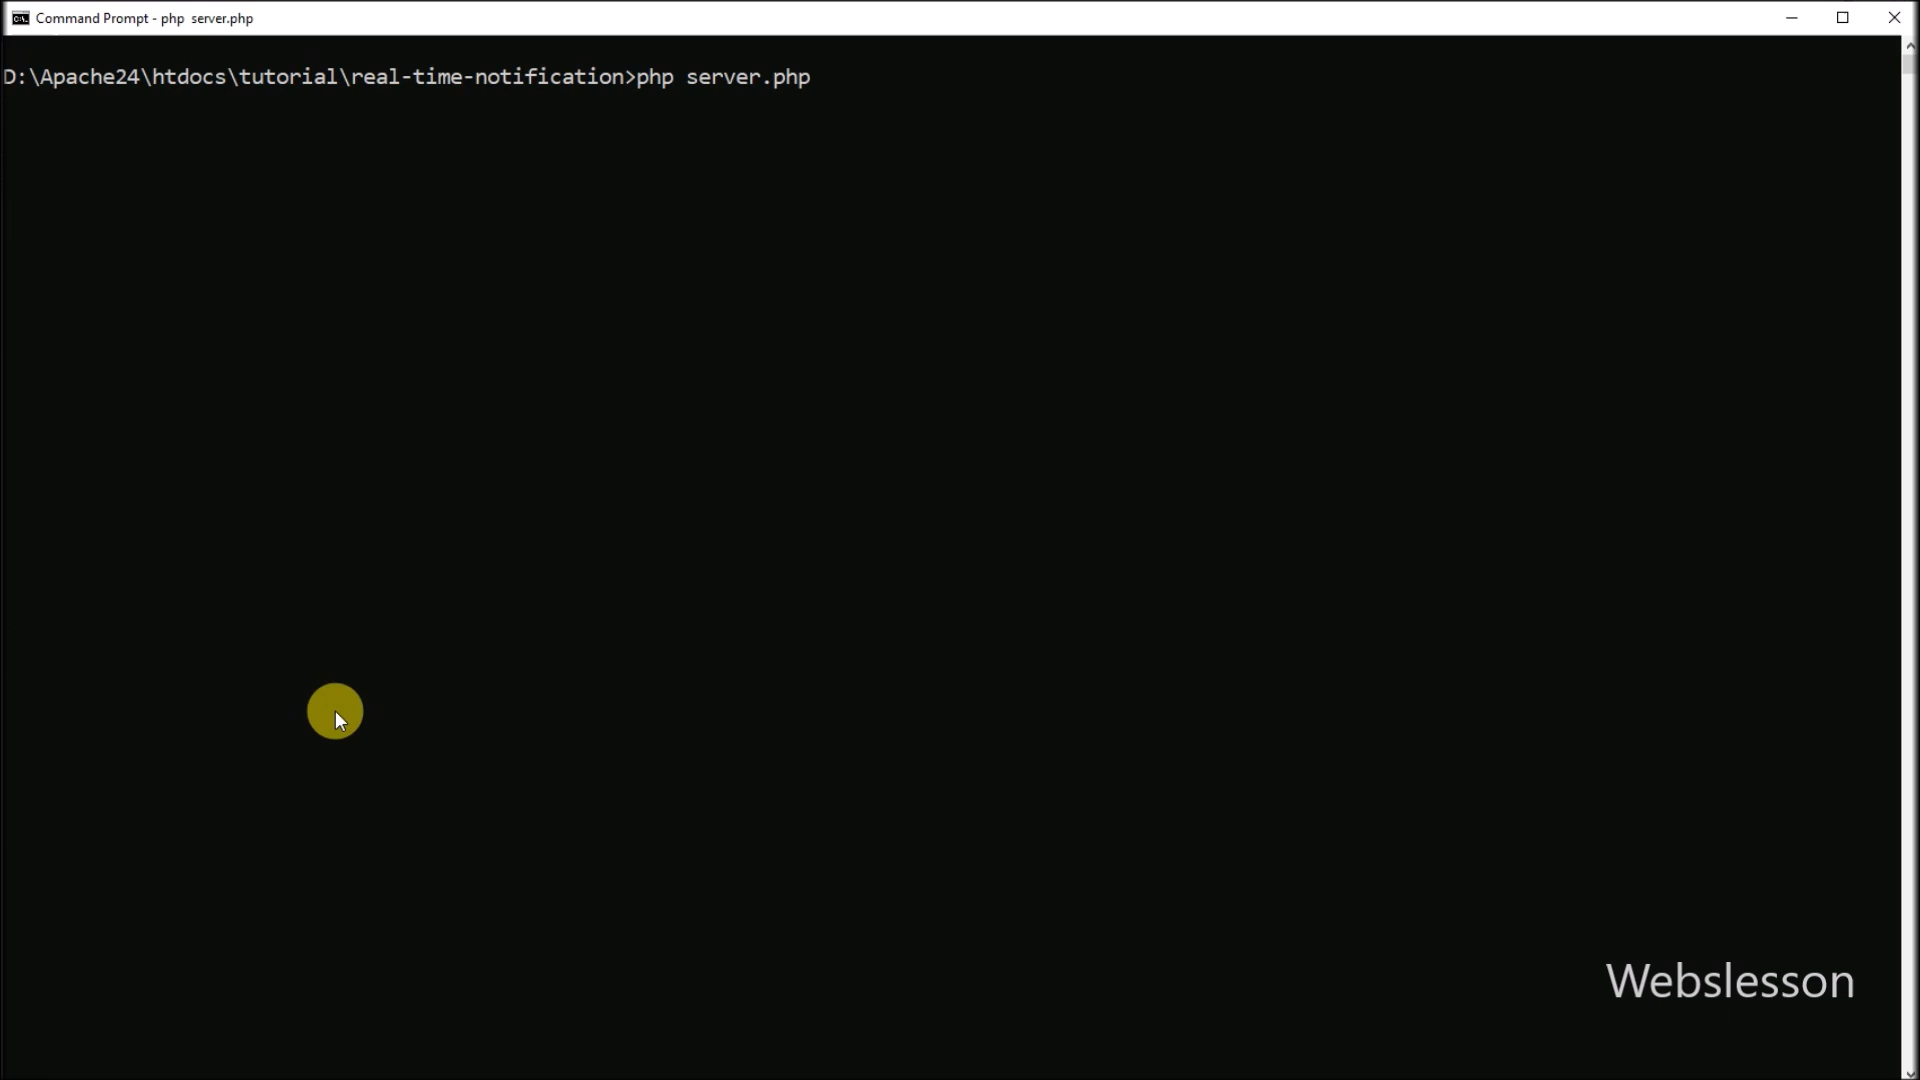 Command Prompt - php  server.php
D:\Apache24\htdocs\tutorial\real-time-notification>php server.php
Webslesson